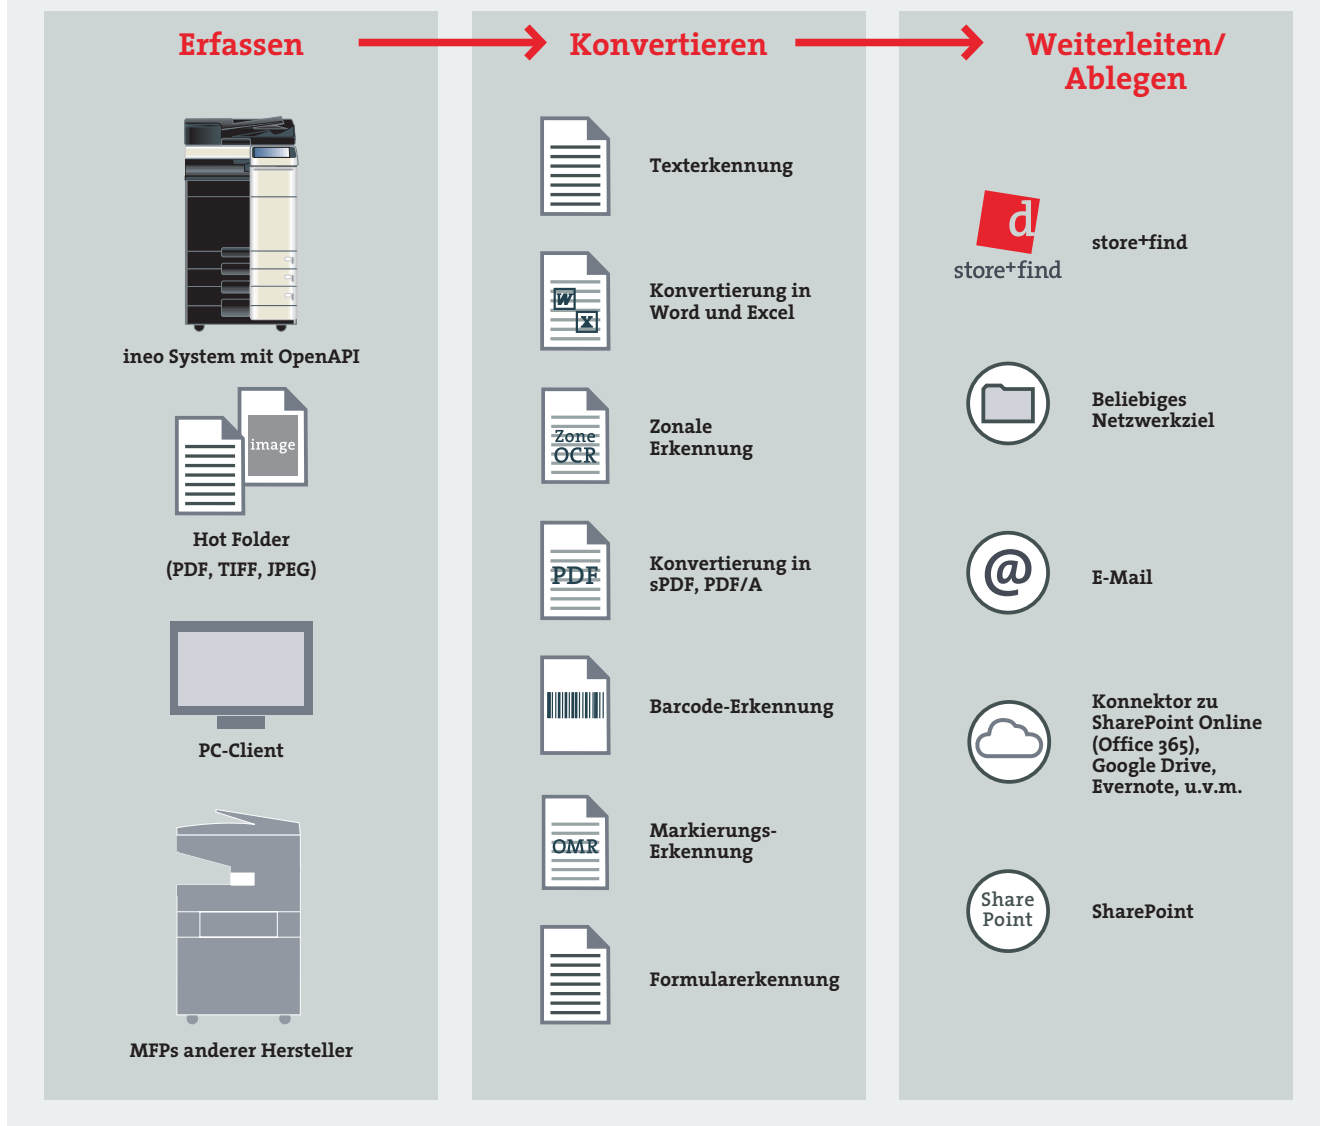 Erfassen
ineo System mit OpenAPI
image
Hot Folder
(PDF, TIFF, JPEG)
PC-Client
MFPs anderer Hersteller
Konvertieren
Texterkennung
W
X
Konvertierung in
Word und Excel
Zone
OCR
Zonale
Erkennung
PDF
Konvertierung in
sPDF, PDF/A
Barcode-Erkennung
OMR
Markierungs-
Erkennung
Formularerkennung
Weiterleiten/
Ablegen
d
store+find
store+find
Beliebiges
Netzwerkziel
@
E-Mail
Konnektor zu
SharePoint Online
(Office 365),
Google Drive,
Evernote, u.v.m.
Share
Point
SharePoint